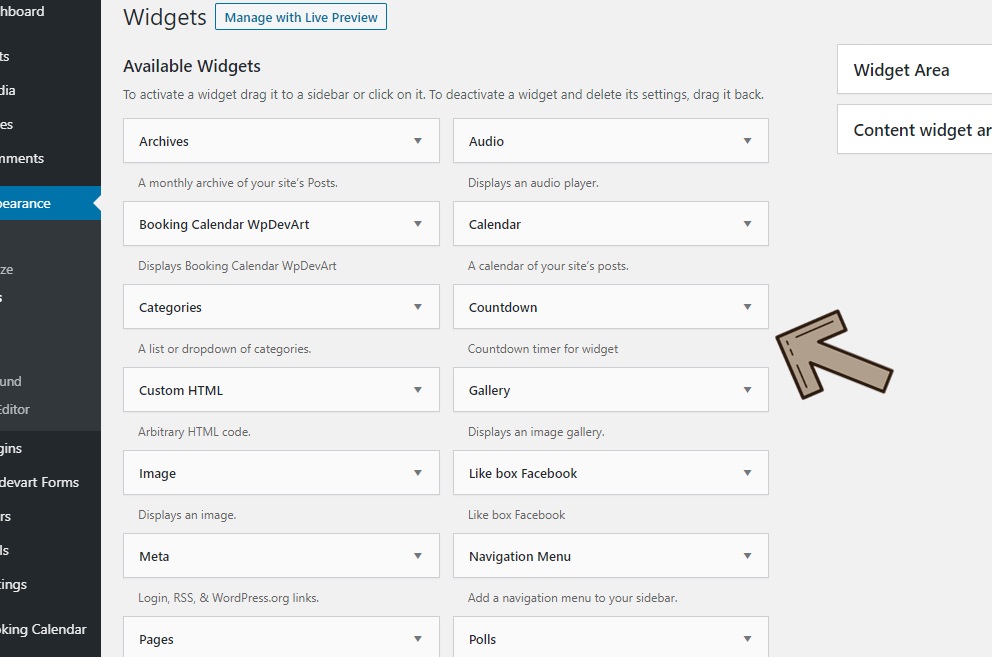 hboard
ts
dia
es
mments
pearance
ze
s
und
Editor
gins
devart Forms
rs
ls
tings
oking Calendar
Widgets Manage with Live Preview
Available Widgets
To activate a widget drag it to a sidebar or click on it. To deactivate a widget and delete its settings, drag it back.
Archives
A monthly archive of your site's Posts.
Audio
Displays an audio player.
Booking Calendar WpDevArt
Displays Booking Calendar WpDevArt
Calendar
A calendar of your site's posts.
Categories
A list or dropdown of categories.
Countdown
Countdown timer for widget
Custom HTML
Arbitrary HTML code.
Gallery
Displays an image gallery.
Image
Displays an image.
Like box Facebook
Like box Facebook
Meta
Login, RSS, & WordPress.org links.
Navigation Menu
Add a navigation menu to your sidebar.
Pages
Polls
Widget Area
Content widget ar